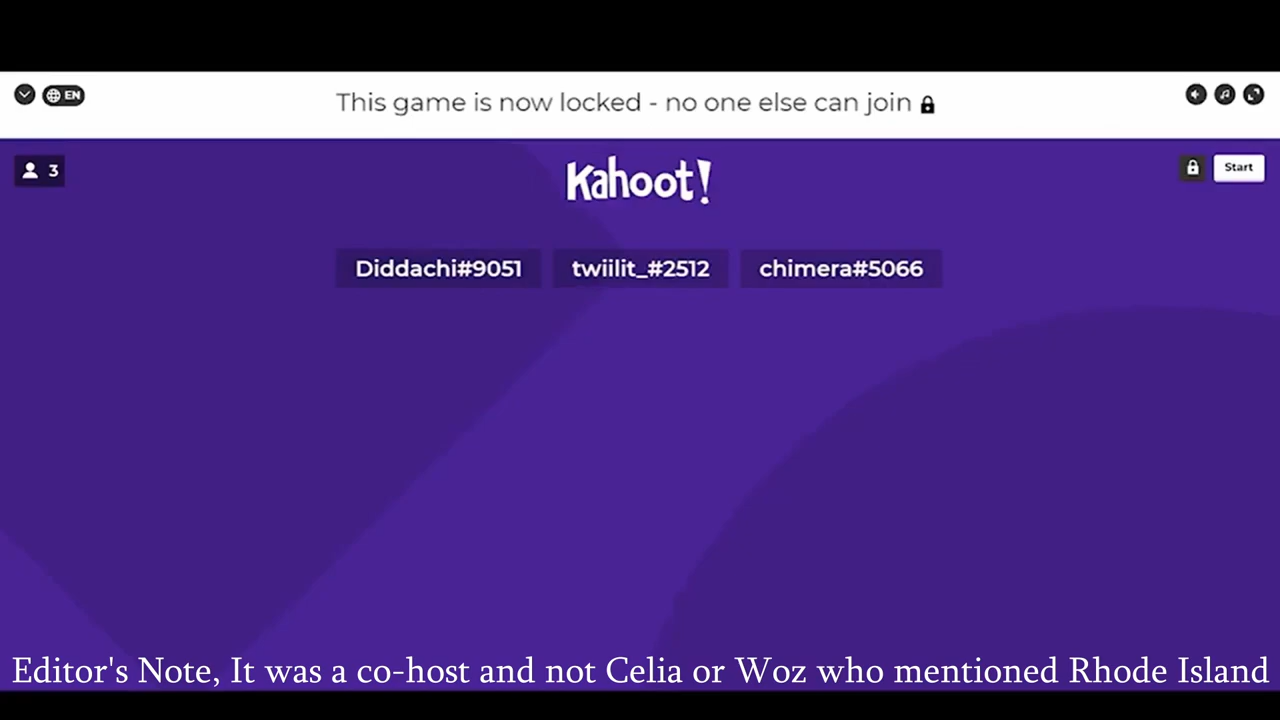 EN
This game is now locked - no one else can join
3
Kahoot!
Start
Diddachi#9051
twiilit_#2512
chimera#5066
Editor's Note, It was a co-host and not Celia or Woz who mentioned Rhode Island